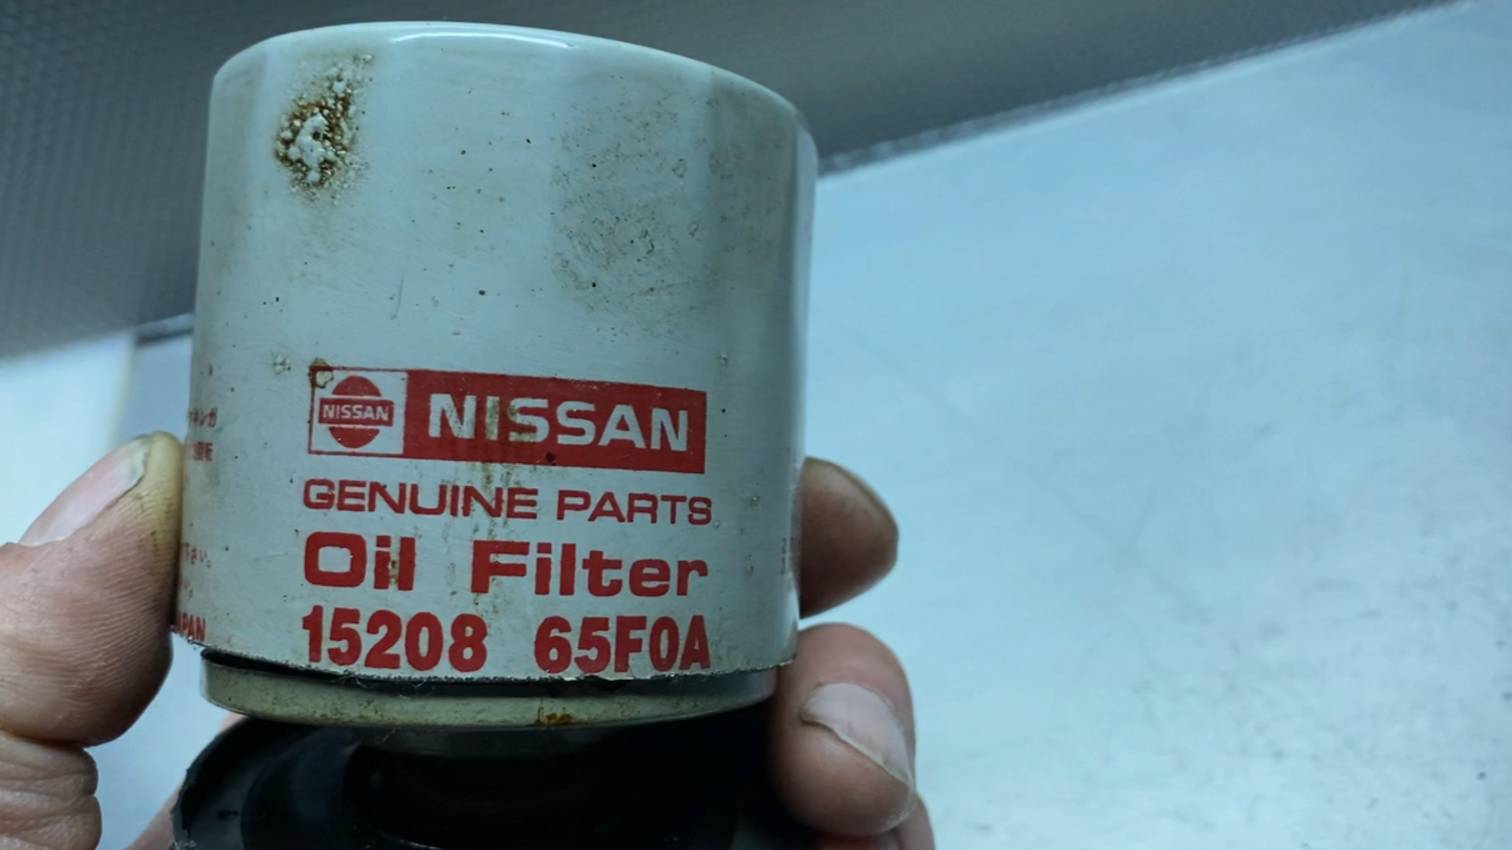 NISSAN NISSAN
GENUINE PARTS
Oil Filter
15208 65F0A